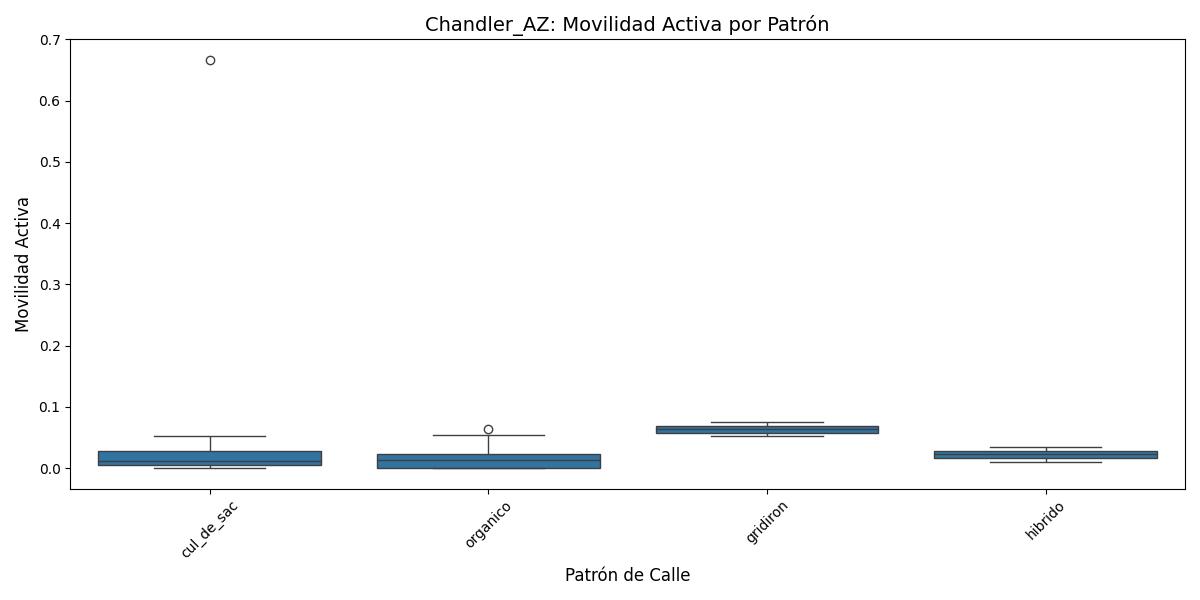 Chandler_AZ: Movilidad Activa por Patrón
Movilidad Activa
0.7
0.6
0.5
0.4
0.3
0.2
0.1
0.0
cul_de_sac
organico
gridiron
hibrido
Patrón de Calle